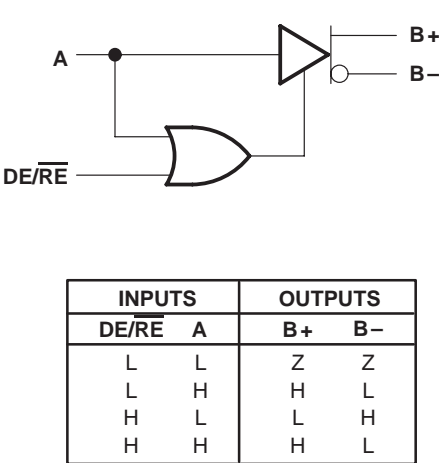 A
B+
B–
DE/RE
INPUTS OUTPUTS
DE/RE A B+ B–
L L Z Z
L H H L
H L L H
H H H L